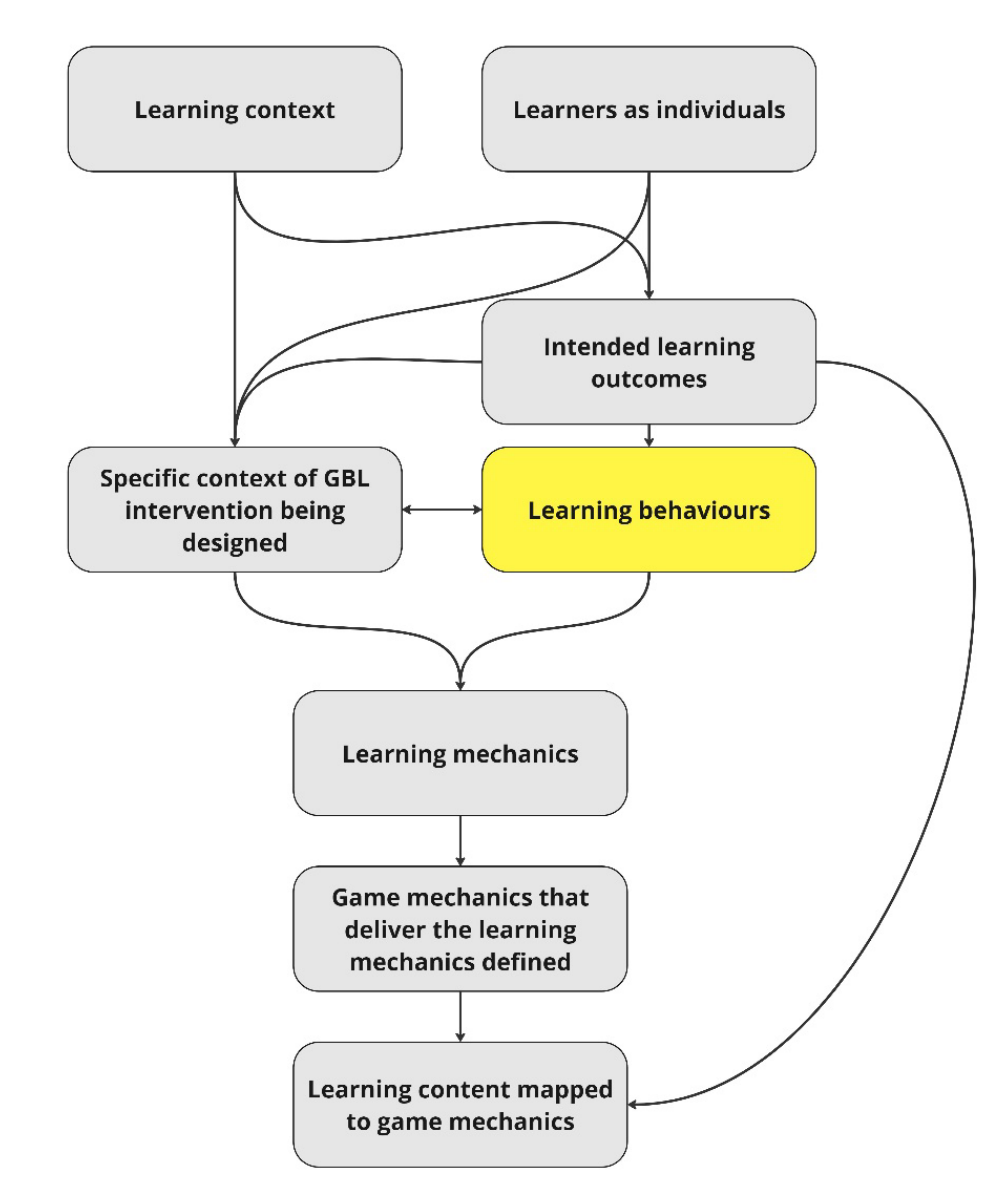 Learning context
Learners as individuals
Intended learning
outcomes
Specific context of GBL
intervention being
designed
Learning behaviours
Learning mechanics
Game mechanics that
deliver the learning
mechanics defined
Learning content mapped
to game mechanics